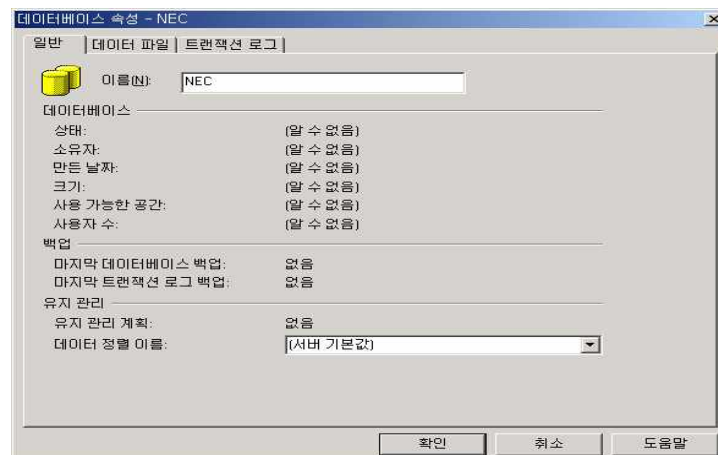 데이터베이스 속성 - NEC
일반 데이터 파일 트랜잭션 로그
이름(N): NEC
데이터베이스
상태: (알 수 없음)
소유자: (알 수 없음)
만든 날짜: (알 수 없음)
크기: (알 수 없음)
사용 가능한 공간: (알 수 없음)
사용자 수: (알 수 없음)
백업
마지막 데이터베이스 백업: 없음
마지막 트랜잭션 로그 백업: 없음
유지 관리
유지 관리 계획: 없음
데이터 정렬 이름: (서버 기본값)
확인 취소 도움말